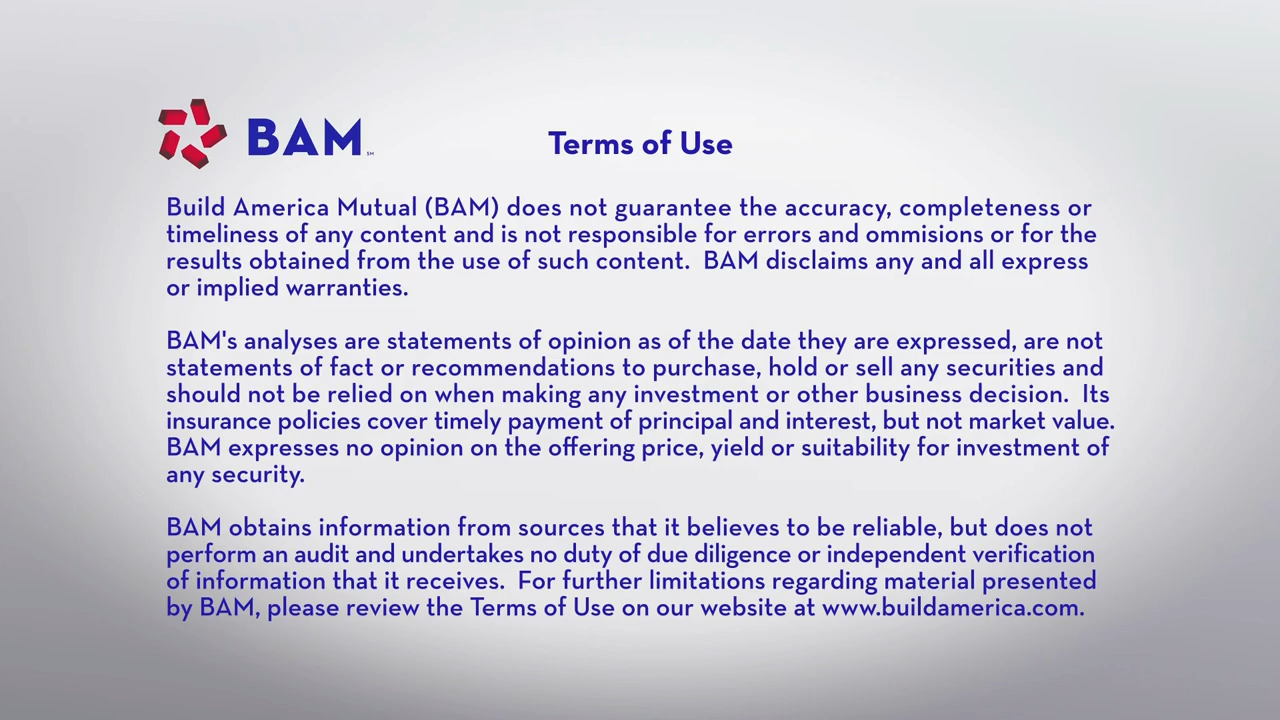 BAM
SM
Terms of Use
Build America Mutual (BAM) does not guarantee the accuracy, completeness or
timeliness of any content and is not responsible for errors and ommisions or for the
results obtained from the use of such content.  BAM disclaims any and all express
or implied warranties.
BAM's analyses are statements of opinion as of the date they are expressed, are not
statements of fact or recommendations to purchase, hold or sell any securities and
should not be relied on when making any investment or other business decision.  Its
insurance policies cover timely payment of principal and interest, but not market value.
BAM expresses no opinion on the offering price, yield or suitability for investment of
any security.
BAM obtains information from sources that it believes to be reliable, but does not
perform an audit and undertakes no duty of due diligence or independent verification
of information that it receives.  For further limitations regarding material presented
by BAM, please review the Terms of Use on our website at www.buildamerica.com.